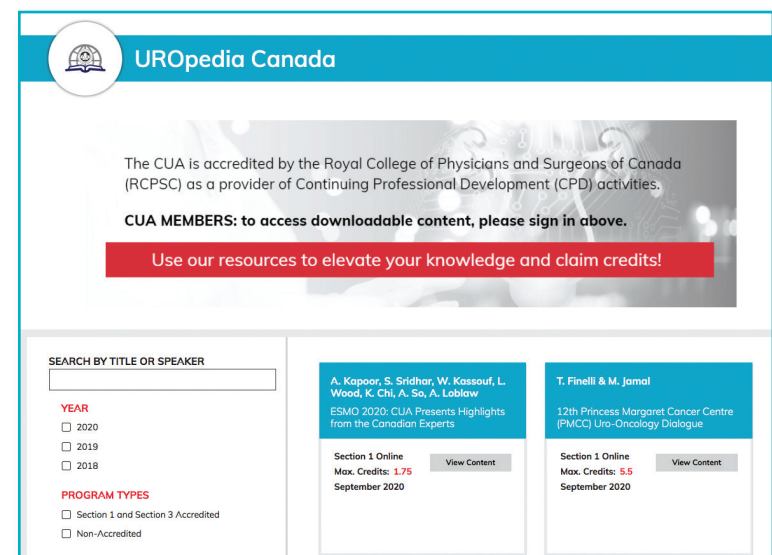 UROpedia Canada
The CUA is accredited by the Royal College of Physicians and Surgeons of Canada
(RCPSC) as a provider of Continuing Professional Development (CPD) activities.
CUA MEMBERS: to access downloadable content, please sign in above.
Use our resources to elevate your knowledge and claim credits!
SEARCH BY TITLE OR SPEAKER
YEAR
2020
2019
2018
PROGRAM TYPES
Section 1 and Section 3 Accredited
Non-Accredited
A. Kapoor, S. Sridhar, W. Kassouf, L.
Wood, K. Chi, A. So, A. Loblaw
ESMO 2020: CUA Presents Highlights
from the Canadian Experts
Section 1 Online
Max. Credits: 1.75
September 2020
View Content
T. Finelli & M. Jamal
12th Princess Margaret Cancer Centre
(PMCC) Uro-Oncology Dialogue
Section 1 Online
Max. Credits: 5.5
September 2020
View Content